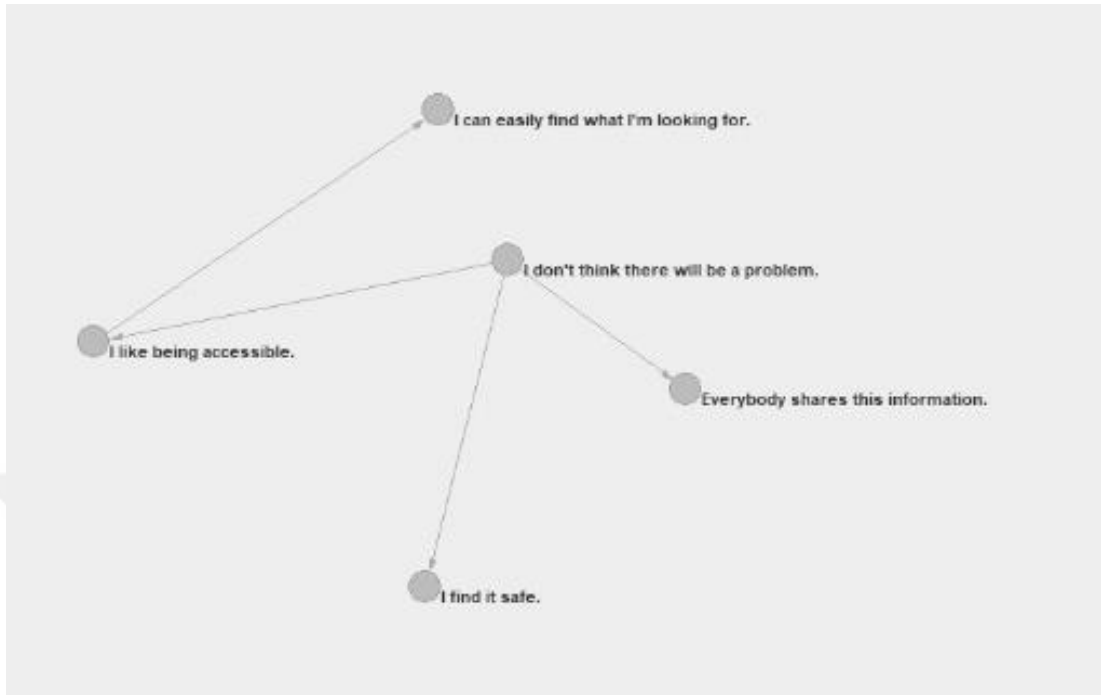 I can easily find what I'm looking for.
I don't think there will be a problem.
I like being accessible.
Everybody shares this information.
I find it safe.